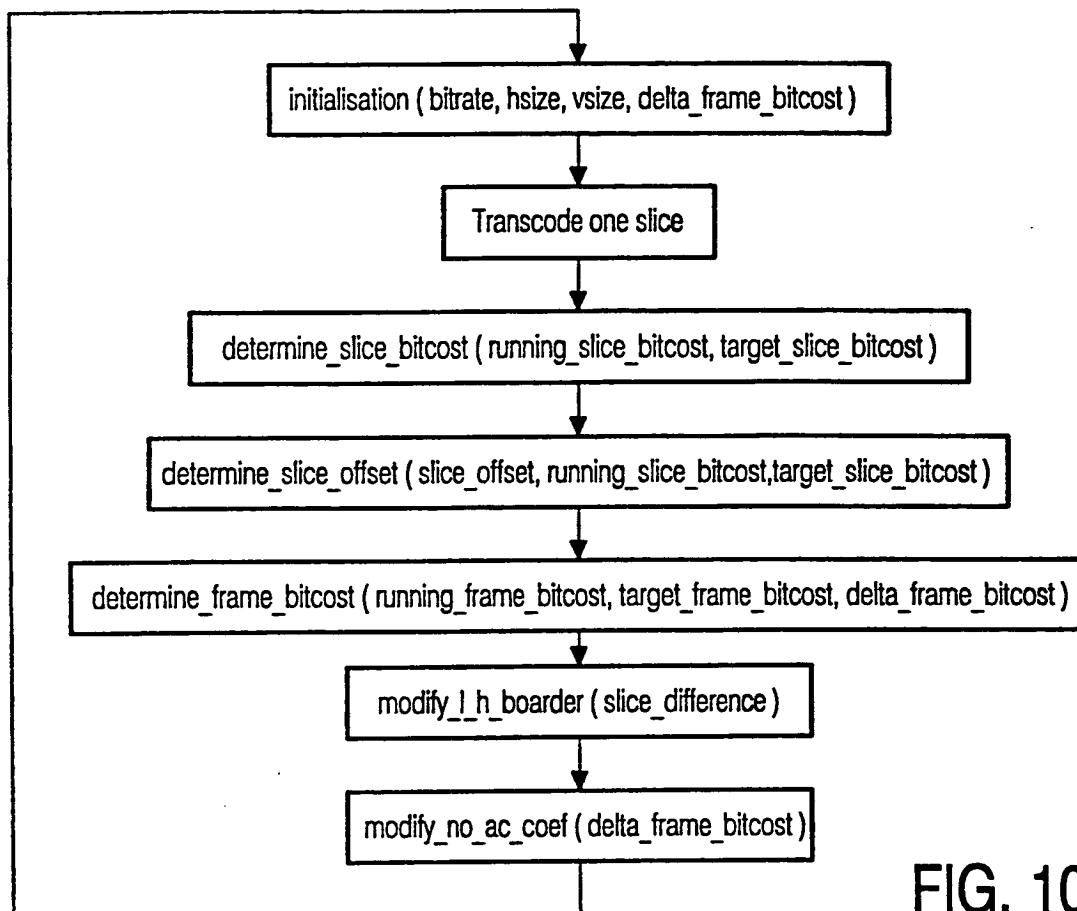 initialisation ( bitrate, hsize, vsize, delta_frame_bitcost )
Transcode one slice
determine_slice_bitcost ( running_slice_bitcost, target_slice_bitcost )
determine_slice_offset ( slice_offset, running_slice_bitcost,target_slice_bitcost )
determine_frame_bitcost ( running_frame_bitcost, target_frame_bitcost, delta_frame_bitcost )
modify_l_h_boarder ( slice_difference )
modify_no_ac_coef ( delta_frame_bitcost )
FIG. 10